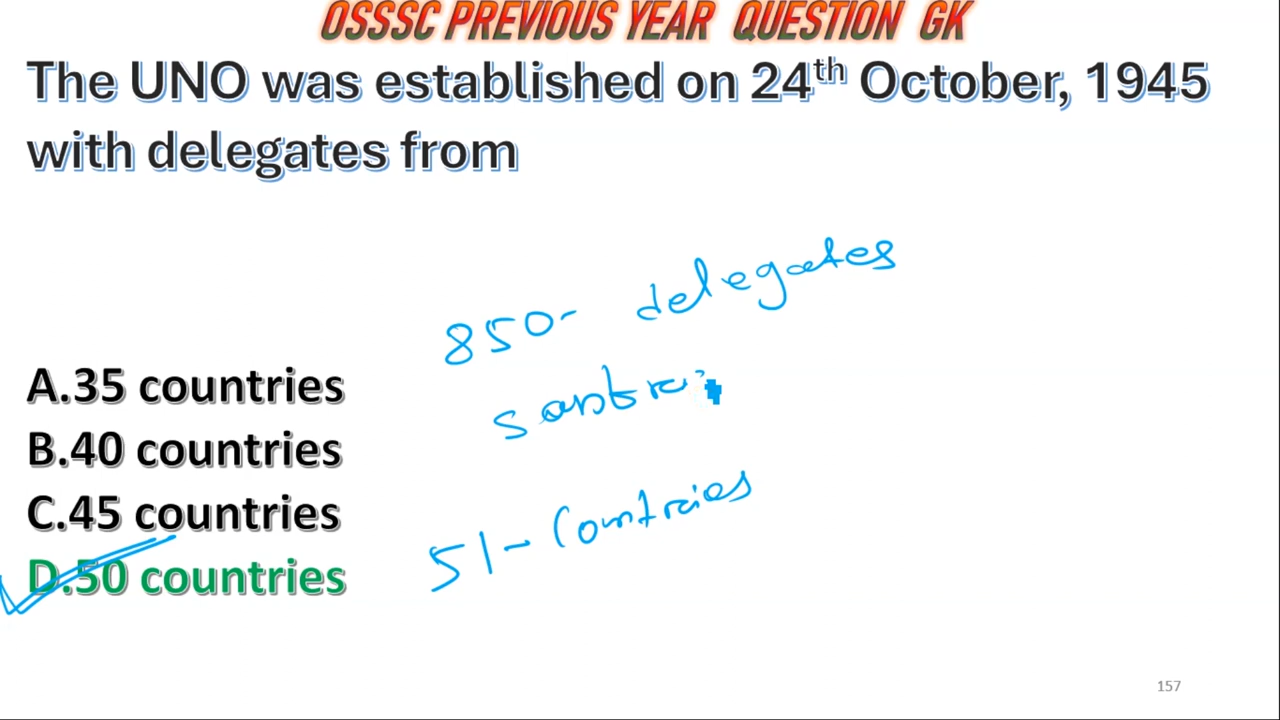 OSSSC PREVIOUS YEAR QUESTION GK
The UNO was established on 24th October, 1945
with delegates from
850- delegates
A.35 countries
B.40 countries
C.45 countries
51- Countries
D.50 countries
157